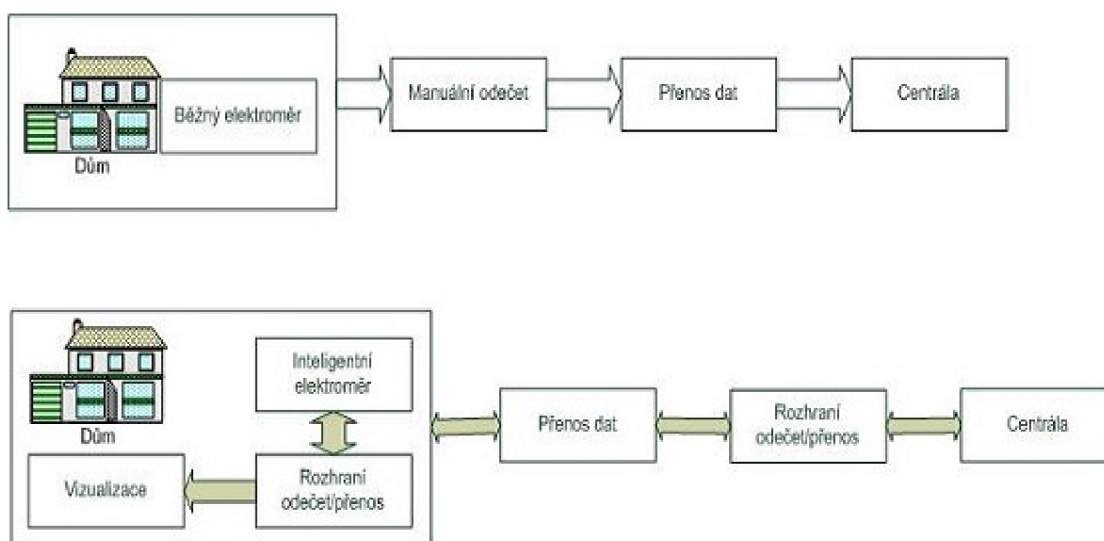 Běžný elektroměr
Dům
Manuální odečet
Přenos dat
Centrála
Inteligentní
elektroměr
Dům
Vizualizace
Rozhraní
odečet/přenos
Přenos dat
Rozhraní
odečet/přenos
Centrála